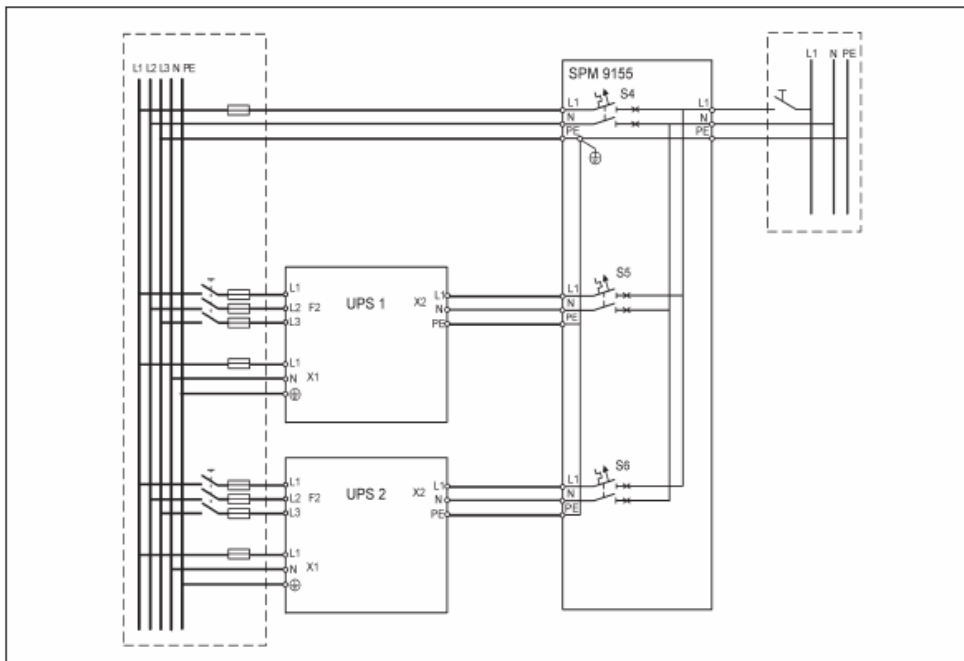 L1 L2 L3 N PE
SPM 9155
L1 N PE
L1 S4 L1
N N
PE PE
L1 L1 L1 S5
L2 F2 UPS 1 X2 N N
L3 PE PE
L1
N X1
L1 L1 L1 S6
L2 F2 UPS 2 X2 N N
L3 PE PE
L1
N X1